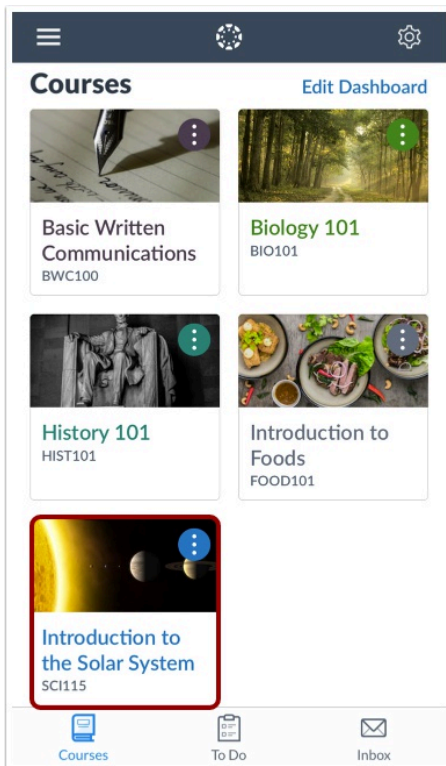 Courses
Edit Dashboard
Basic Written
Communications
BWC100
Biology 101
BIO101
History 101
HIST101
Introduction to
Foods
FOOD101
Introduction to
the Solar System
SCI115
Courses
To Do
Inbox